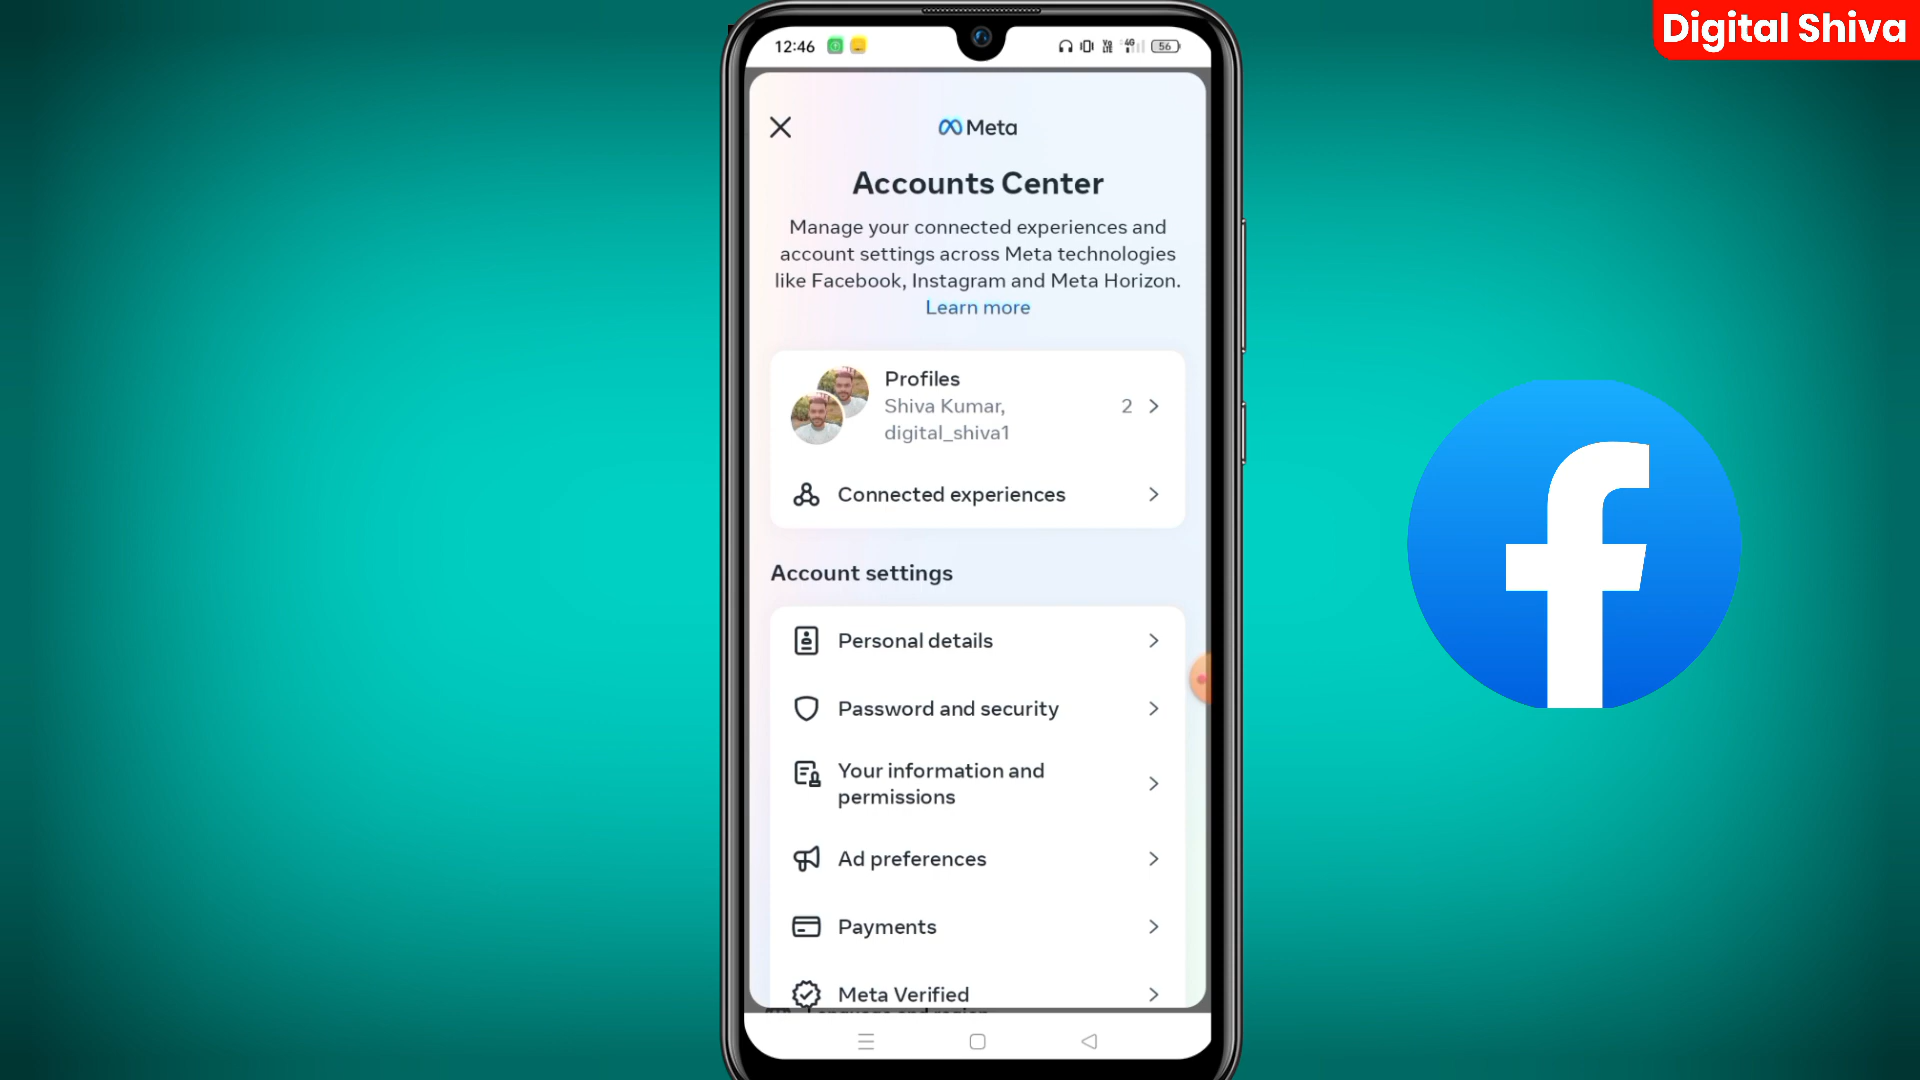 Digital Shiva
12:46
56
Meta
Accounts Center
Manage your connected experiences and
account settings across Meta technologies
like Facebook, Instagram and Meta Horizon.
Learn more
Profiles
Shiva Kumar,
digital_shiva1
2
Connected experiences
Account settings
Personal details
Password and security
Your information and
permissions
Ad preferences
Payments
Meta Verified